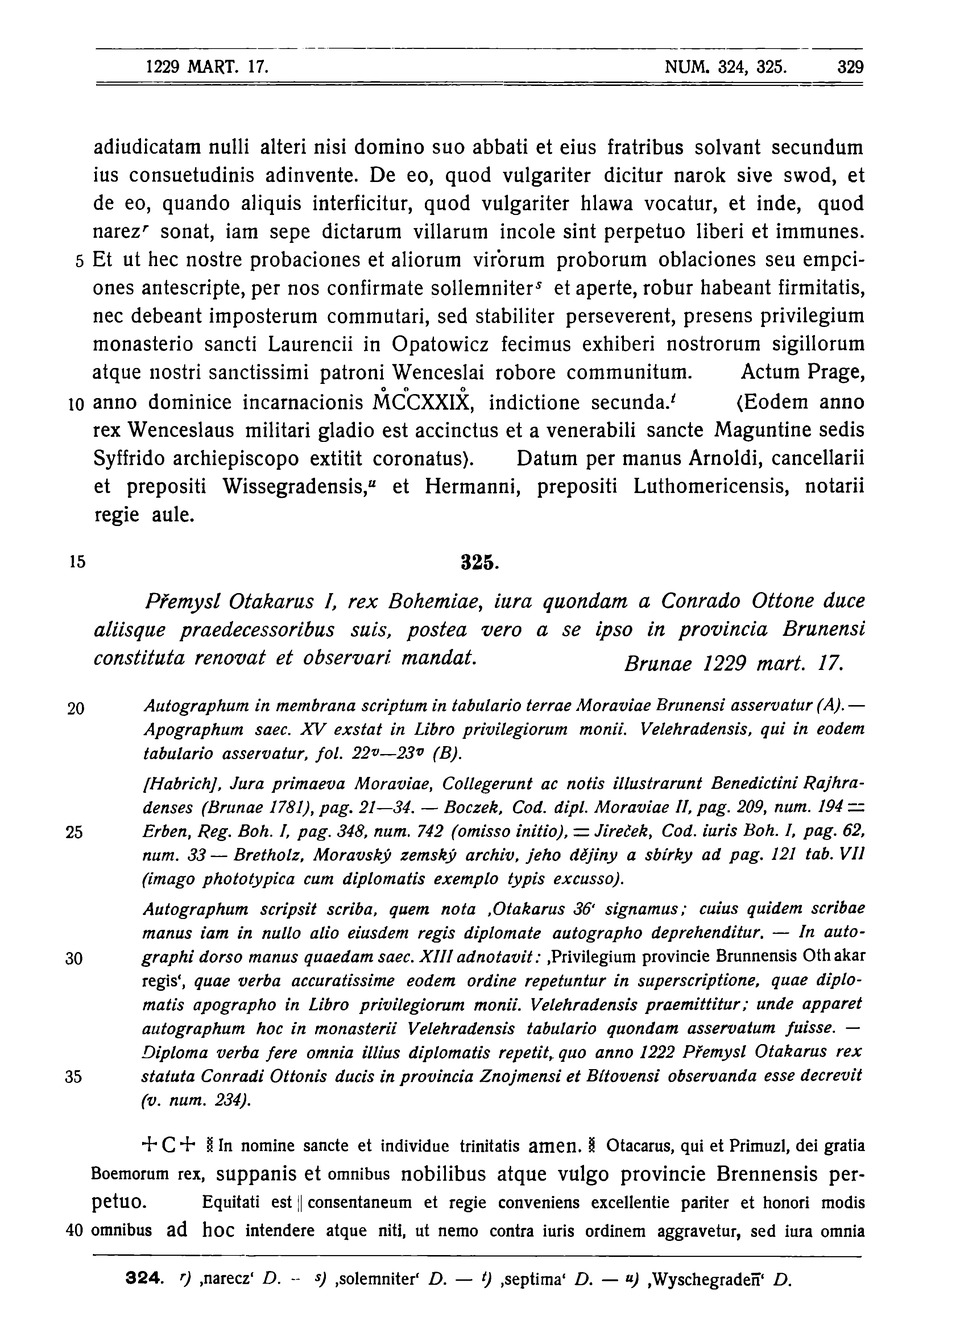 1229 MART. 17. NUM. 324, 325. 329
adiudicatam nulli alteri nisi domino suo abbati et eius fratribus solvant secundum
ius consuetudinis adinvente. De eo, quod vulgariter dicitur narok sive swod, et
de eo, quando aliquis interficitur, quod vulgariter hlawa vocatur, et inde, quod
narezʳ sonat, iam sepe dictarum villarum incole sint perpetuo liberi et immunes.
5 Et ut hec nostre probaciones et aliorum virorum proborum oblaciones seu empci-
ones antescripte, per nos confirmate sollemniterˢ et aperte, robur habeant firmitatis,
nec debeant imposterum commutari, sed stabiliter perseverent, presens privilegium
monasterio sancti Laurencii in Opatowicz fecimus exhiberi nostrorum sigillorum
atque nostri sanctissimi patroni Wenceslai robore communitum. Actum Prage,
10 anno dominice incarnacionis M̊CC̊XXIX̊, indictione secunda.ᵗ ⟨Eodem anno
rex Wenceslaus militari gladio est accinctus et a venerabili sancte Maguntine sedis
Syffrido archiepiscopo extitit coronatus⟩. Datum per manus Arnoldi, cancellarii
et prepositi Wissegradensis,ᵘ et Hermanni, prepositi Luthomericensis, notarii
regie aule.
15 325.
Přemysl Otakarus I, rex Bohemiae, iura quondam a Conrado Ottone duce
aliisque praedecessoribus suis, postea vero a se ipso in provincia Brunensi
constituta renovat et observari mandat. Brunae 1229 mart. 17.
20 Autographum in membrana scriptum in tabulario terrae Moraviae Brunensi asservatur (A). —
Apographum saec. XV exstat in Libro privilegiorum monii. Velehradensis, qui in eodem
tabulario asservatur, fol. 22ᵛ—23ᵛ (B).
[Habrich], Jura primaeva Moraviae, Collegerunt ac notis illustrarunt Benedictini Rajhra-
denses (Brunae 1781), pag. 21—34. — Boczek, Cod. dipl. Moraviae II, pag. 209, num. 194 =
25 Erben, Reg. Boh. I, pag. 348, num. 742 (omisso initio), = Jireček, Cod. iuris Boh. I, pag. 62,
num. 33 — Bretholz, Moravský zemský archiv, jeho dějiny a sbírky ad pag. 121 tab. VII
(imago phototypica cum diplomatis exemplo typis excusso).
Autographum scripsit scriba, quem nota ‚Otakarus 36‘ signamus; cuius quidem scribae
manus iam in nullo alio eiusdem regis diplomate autographo deprehenditur. — In auto-
30 graphi dorso manus quaedam saec. XIII adnotavit: ‚Privilegium provincie Brunnensis Othakar
regis‘, quae verba accuratissime eodem ordine repetuntur in superscriptione, quae diplo-
matis apographo in Libro privilegiorum monii. Velehradensis praemittitur; unde apparet
autographum hoc in monasterii Velehradensis tabulario quondam asservatum fuisse. —
Diploma verba fere omnia illius diplomatis repetit, quo anno 1222 Přemysl Otakarus rex
35 statuta Conradi Ottonis ducis in provincia Znojmensi et Bítovensi observanda esse decrevit
(v. num. 234).
+ C + § In nomine sancte et individue trinitatis amen. § Otacarus, qui et Primuzl, dei gratia
Boemorum rex, suppanis et omnibus nobilibus atque vulgo provincie Brennensis per-
petuo. Equitati est || consentaneum et regie conveniens excellentie pariter et honori modis
40 omnibus ad hoc intendere atque niti, ut nemo contra iuris ordinem aggravetur, sed iura omnia
324. r) ‚narecz‘ D. – s) ‚solemniter‘ D. — t) ‚septima‘ D. — u) ‚Wyschegradeñ‘ D.